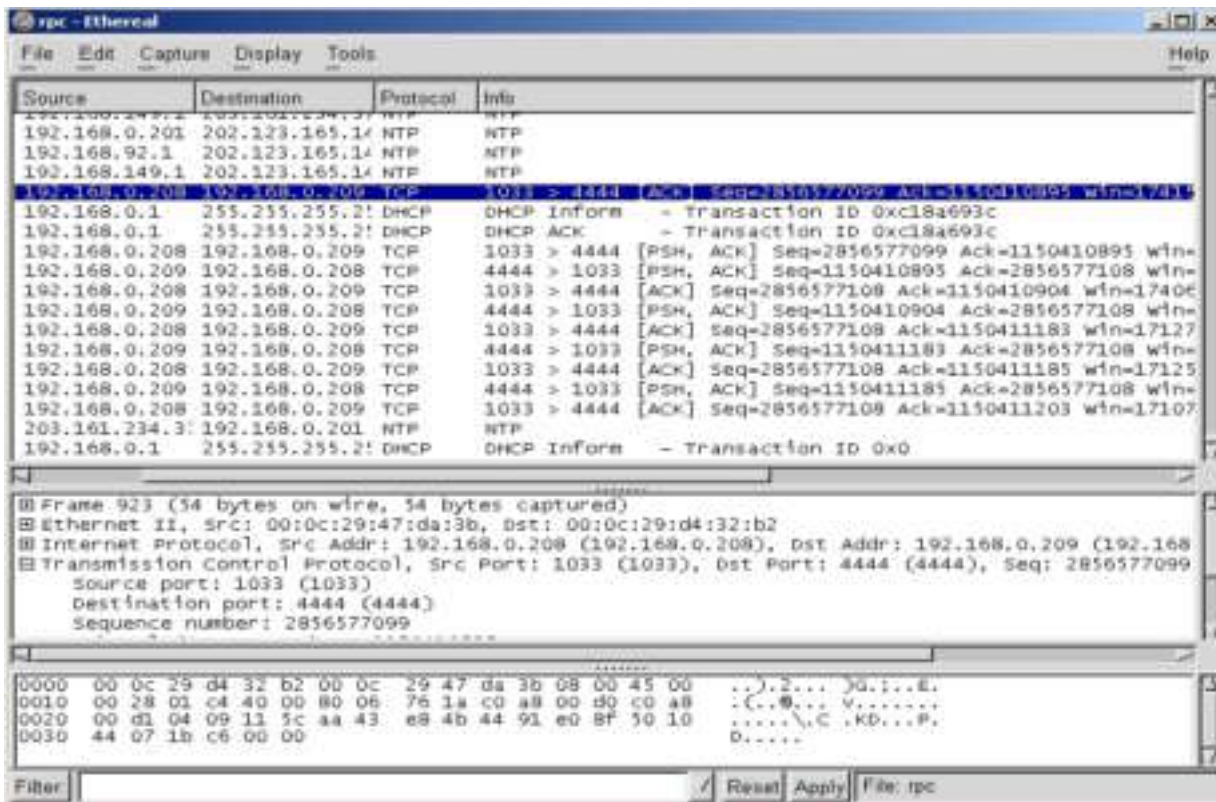 rpc - Ethereal
File Edit Capture Display Tools Help
Source Destination Protocol Info
192.168.0.201 202.123.165.14 NTP NTP
192.168.92.1 202.123.165.14 NTP NTP
192.168.149.1 202.123.165.14 NTP NTP
192.168.0.208 192.168.0.209 TCP 1033 > 4444 [ACK] Seq=2856577099 Ack=1150410895 Win=17415
192.168.0.1 255.255.255.2 DHCP DHCP Inform - Transaction ID 0xc18a693c
192.168.0.1 255.255.255.2 DHCP DHCP ACK - Transaction ID 0xc18a693c
192.168.0.208 192.168.0.209 TCP 1033 > 4444 [PSH, ACK] Seq=2856577099 Ack=1150410895 Win=
192.168.0.209 192.168.0.208 TCP 4444 > 1033 [PSH, ACK] Seq=1150410895 Ack=2856577108 Win=
192.168.0.208 192.168.0.209 TCP 1033 > 4444 [ACK] Seq=2856577108 Ack=1150410904 Win=17406
192.168.0.209 192.168.0.208 TCP 4444 > 1033 [PSH, ACK] Seq=1150410904 Ack=2856577108 Win=
192.168.0.208 192.168.0.209 TCP 1033 > 4444 [ACK] Seq=2856577108 Ack=1150411183 Win=17127
192.168.0.209 192.168.0.208 TCP 4444 > 1033 [PSH, ACK] Seq=1150411183 Ack=2856577108 Win=
192.168.0.208 192.168.0.209 TCP 1033 > 4444 [ACK] Seq=2856577108 Ack=1150411185 Win=17125
192.168.0.209 192.168.0.208 TCP 4444 > 1033 [PSH, ACK] Seq=1150411185 Ack=2856577108 Win=
192.168.0.208 192.168.0.209 TCP 1033 > 4444 [ACK] Seq=2856577108 Ack=1150411203 Win=17107
203.161.234.3 192.168.0.201 NTP NTP
192.168.0.1 255.255.255.2 DHCP DHCP Inform - Transaction ID 0x0
Frame 923 (54 bytes on wire, 54 bytes captured)
Ethernet II, Src: 00:0c:29:47:da:3b, Dst: 00:0c:29:d4:32:b2
Internet Protocol, Src Addr: 192.168.0.208 (192.168.0.208), Dst Addr: 192.168.0.209 (192.168
Transmission Control Protocol, Src Port: 1033 (1033), Dst Port: 4444 (4444), Seq: 2856577099
Source port: 1033 (1033)
Destination port: 4444 (4444)
Sequence number: 2856577099
0000 00 0c 29 d4 32 b2 00 0c 29 47 da 3b 08 00 45 00 ..).2... )G.;..E.
0010 00 28 01 c4 40 00 80 06 76 1a c0 a8 00 d0 c0 a8 .(..@... v.......
0020 00 d1 04 09 11 5c aa 43 e8 4b 44 91 e0 8f 50 10 .....\.C .KD...P.
0030 44 07 1b c6 00 00 D.....
Filter: / Reset Apply File: rpc